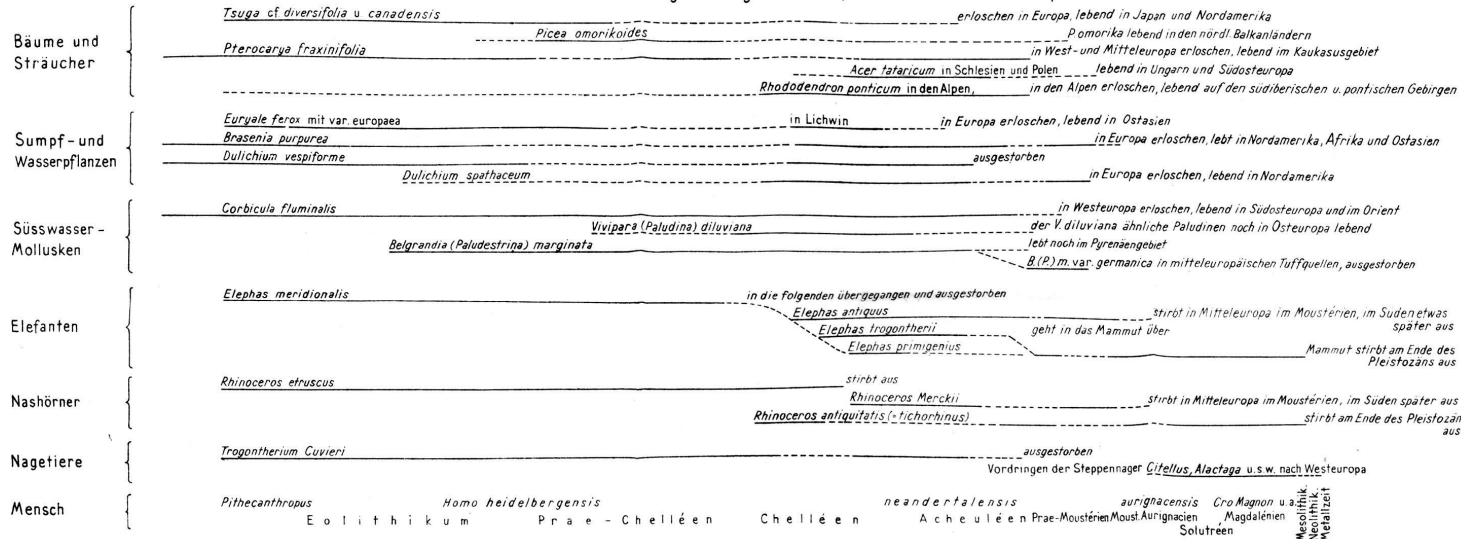 Tsuga cf diversifolia u canadensis erloschen in Europa, lebend in Japan und Nordamerika
Bäume und Sträucher
Picea omorikoides P. omorika lebend in den nördl. Balkanländern
Pterocarya fraxinifolia in West- und Mitteleuropa erloschen, lebend im Kaukasusgebiet
Acer tataricum in Schlesien und Polen lebend in Ungarn und Südosteuropa
Rhododendron ponticum in den Alpen, in den Alpen erloschen, lebend auf den südiberischen u. pontischen Gebirgen
Sumpf- und Wasserpflanzen
Euryale ferox mit var. europaea in Lichwin in Europa erloschen, lebend in Ostasien
Brasenia purpurea in Europa erloschen, lebt in Nordamerika, Afrika und Ostasien
Dulichium vespiforme ausgestorben
Dulichium spathaceum in Europa erloschen, lebend in Nordamerika
Süsswasser-Mollusken
Corbicula fluminalis in Westeuropa erloschen, lebend in Südosteuropa und im Orient
Vivipara (Paludina) diluviana der V. diluviana ähnliche Paludinen noch in Osteuropa lebend
Belgrandia (Paludestrina) marginata lebt noch im Pyrenäengebiet
B.(P.) m. var. germanica in mitteleuropäischen Tuffquellen, ausgestorben
Elefanten
Elephas meridionalis in die folgenden übergegangen und ausgestorben
Elephas antiquus stirbt in Mitteleuropa im Moustérien, im Süden etwas später aus
Elephas trogontherii geht in das Mammut über
Elephas primigenius Mammut stirbt am Ende des Pleistozäns aus
Nashörner
Rhinoceros etruscus stirbt aus
Rhinoceros Merckii stirbt in Mitteleuropa im Moustérien, im Süden später aus
Rhinoceros antiquitatis (= tichorhinus) stirbt am Ende des Pleistozän aus
Nagetiere
Trogontherium Cuvieri ausgestorben
Vordringen der Steppennager Citellus, Alactaga u.s.w. nach Westeuropa
Mensch
Pithecanthropus Homo heidelbergensis neandertalensis aurignacensis Cro Magnon u.a.
Eolithikum Prae-Chelléen Chelléen Acheuléen Prae-Moustérien Moust. Aurignacien Magdalénien
Solutréen
Mesolithik.
Neolithik.
Metallzeit